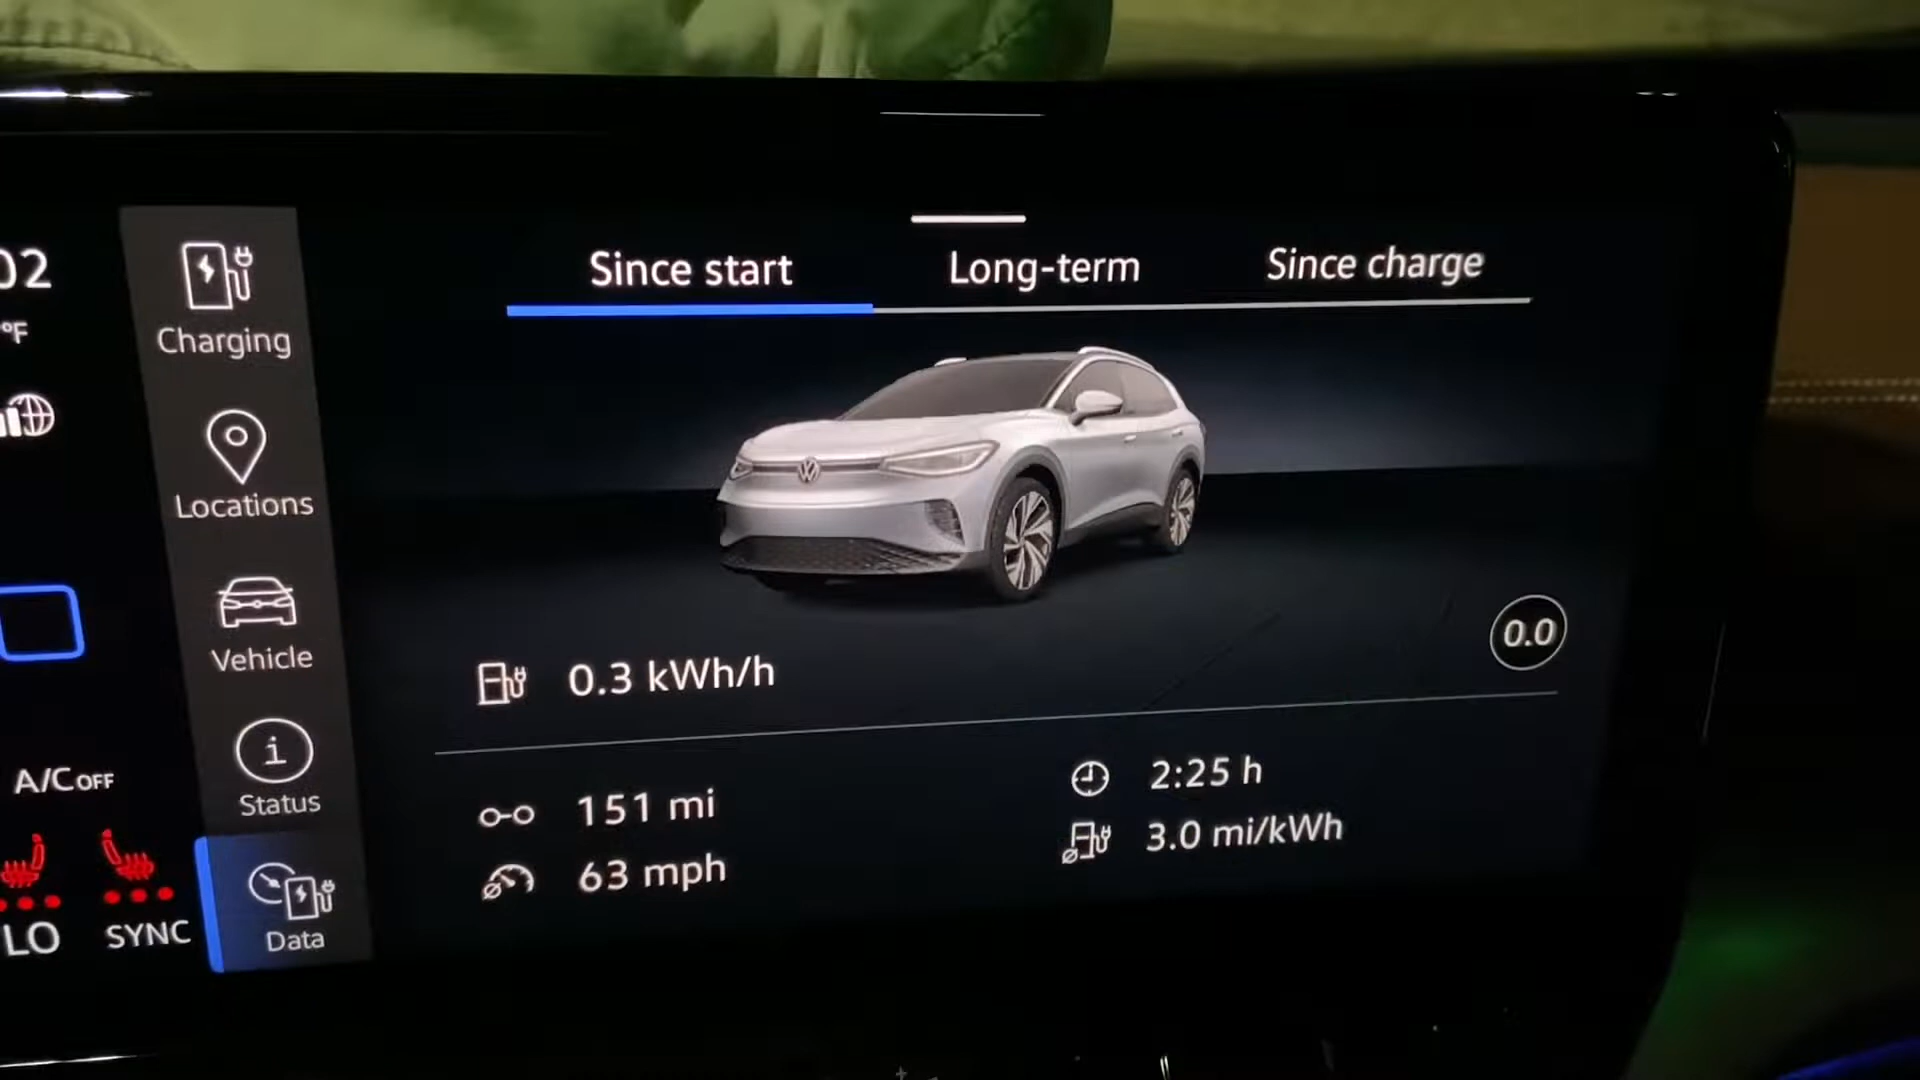 02
°F
A/C OFF
LO
SYNC
Charging
Locations
Vehicle
Status
Data
Since start
Long-term
Since charge
0.3 kWh/h
0.0
151 mi
2:25 h
63 mph
3.0 mi/kWh